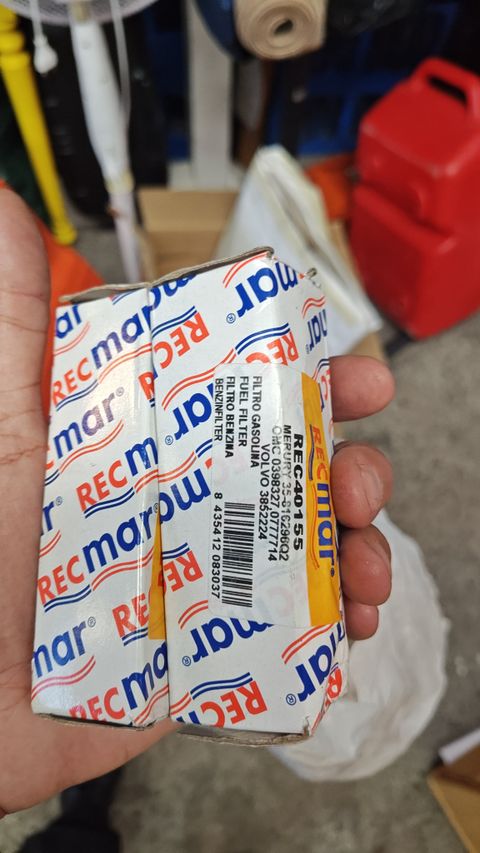 RECmar®
REC40155
MERURY 35-816296Q2
OMC 0398327,0777714
VOLVO 3852224
FILTRO GASOLINA
FUEL FILTER
FILTRO BENZINA
BENZINFILTER
8 435412 083037
RECmar®
RECmar®
RECmar®
RECmar®